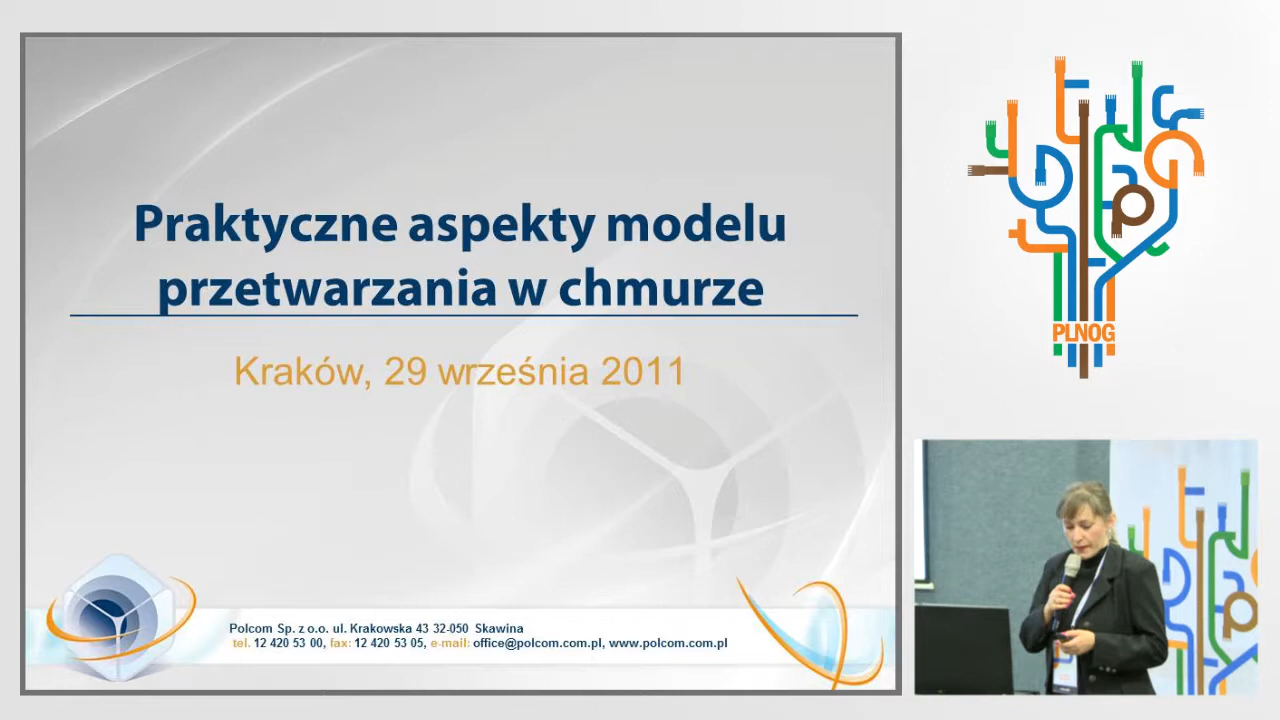 Praktyczne aspekty modelu
przetwarzania w chmurze
Kraków, 29 września 2011
Polcom Sp. z o.o. ul. Krakowska 43 32-050 Skawina
tel. 12 420 53 00, fax: 12 420 53 05, e-mail: office@polcom.com.pl, www.polcom.com.pl
PLNOG